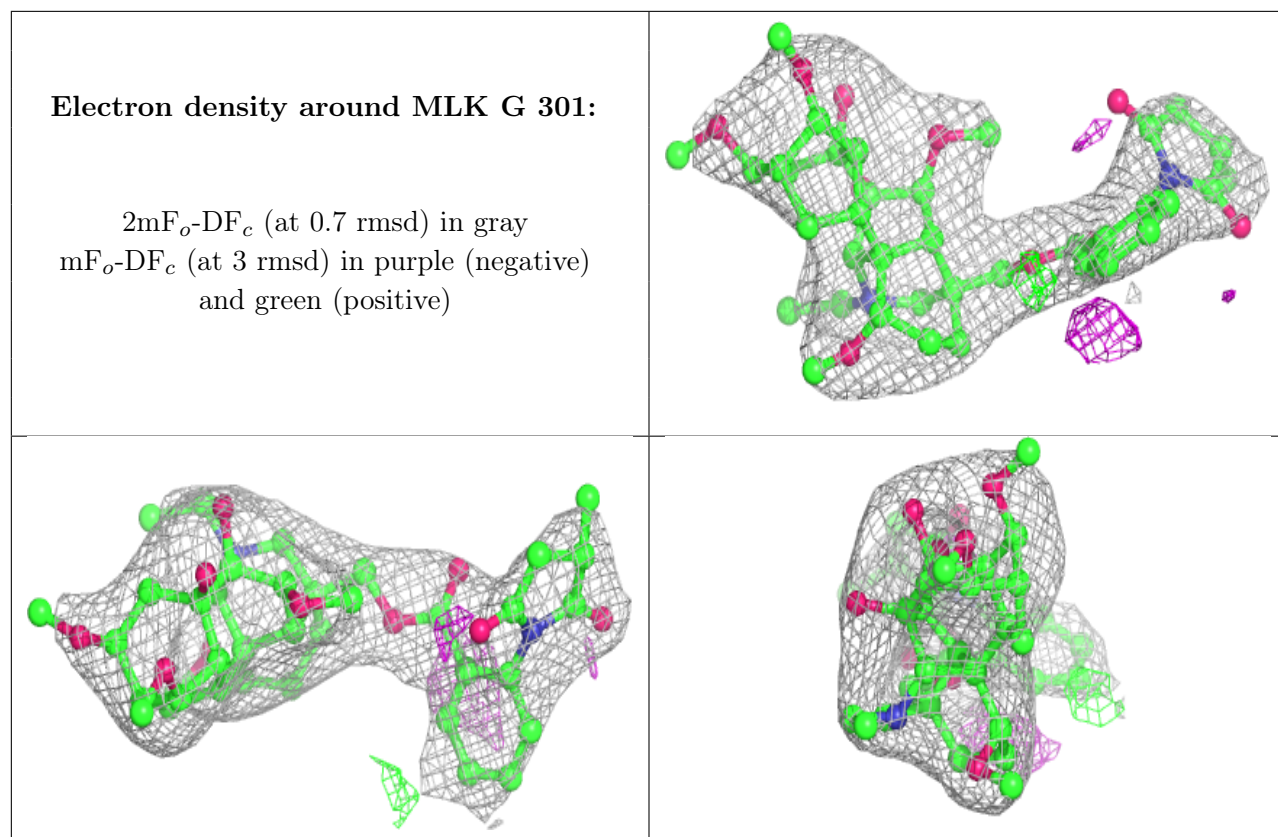 Electron density around MLK G 301:
2mFo-DFc (at 0.7 rmsd) in gray
mFo-DFc (at 3 rmsd) in purple (negative)
and green (positive)